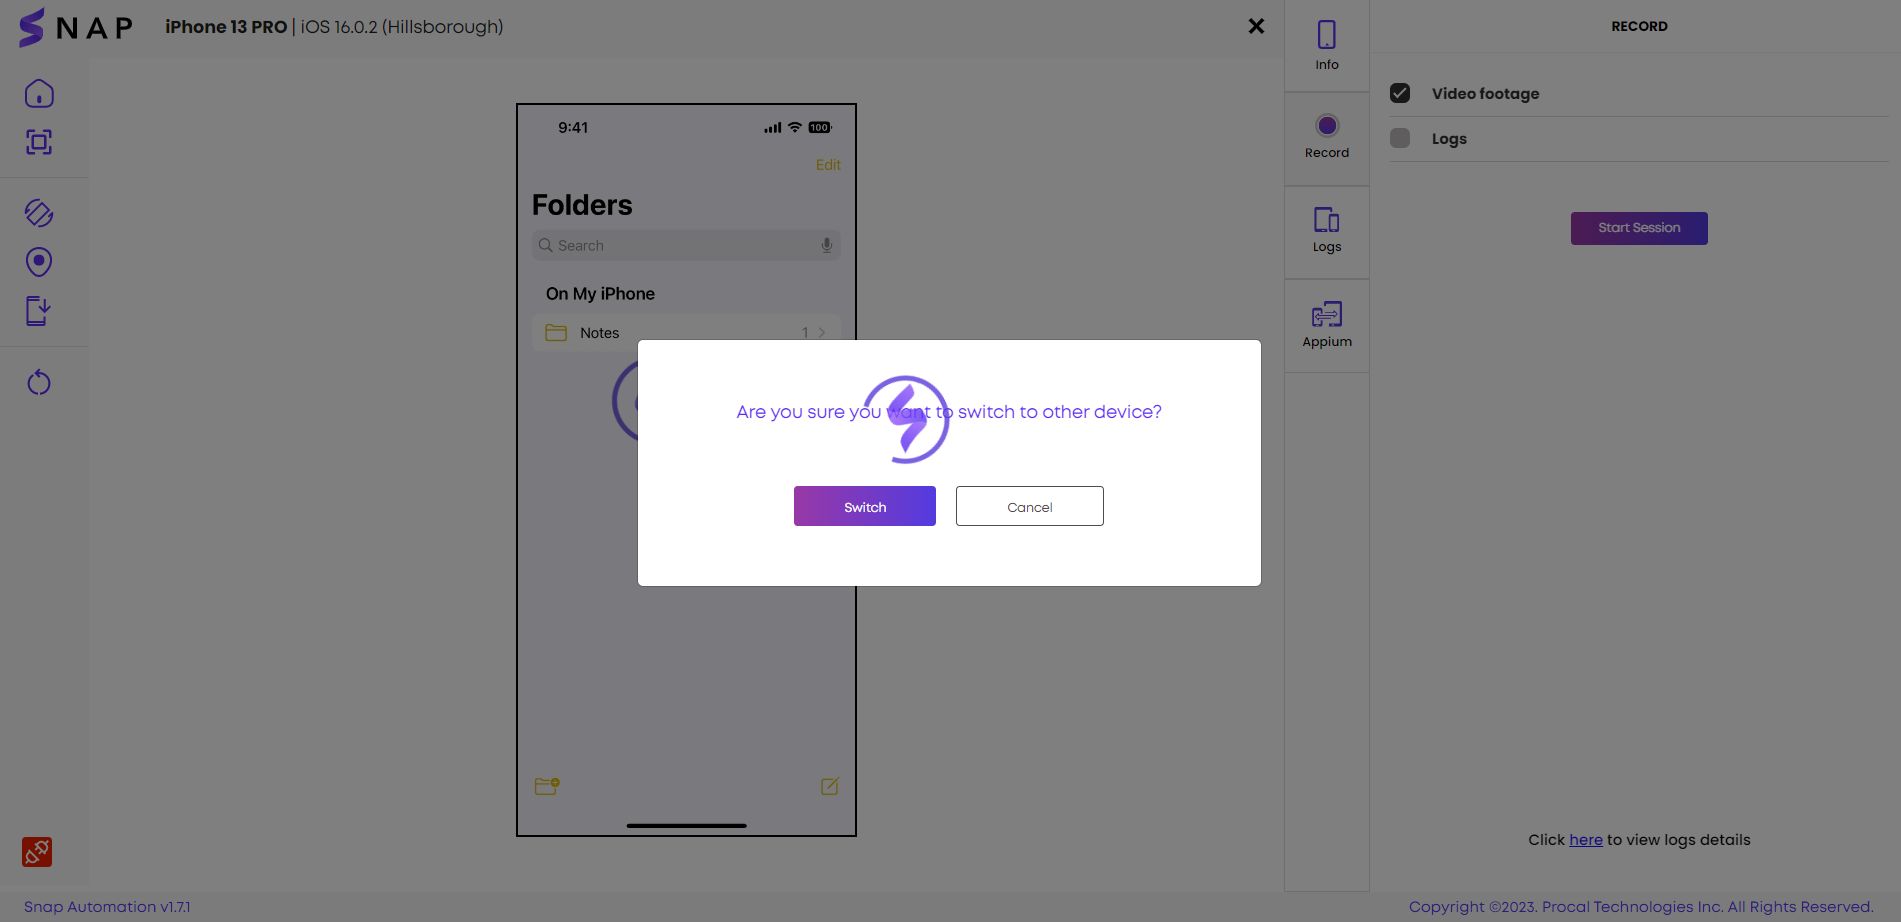 SNAP
iPhone 13 PRO | iOS 16.0.2 (Hillsborough)
9:41
100
Edit
Folders
Search
On My iPhone
Notes 1
Are you sure you want to switch to other device?
Switch
Cancel
Info
Record
Logs
Appium
RECORD
Video footage
Logs
Start Session
Click here to view logs details
Snap Automation v1.7.1
Copyright ©2023. Procal Technologies Inc. All Rights Reserved.